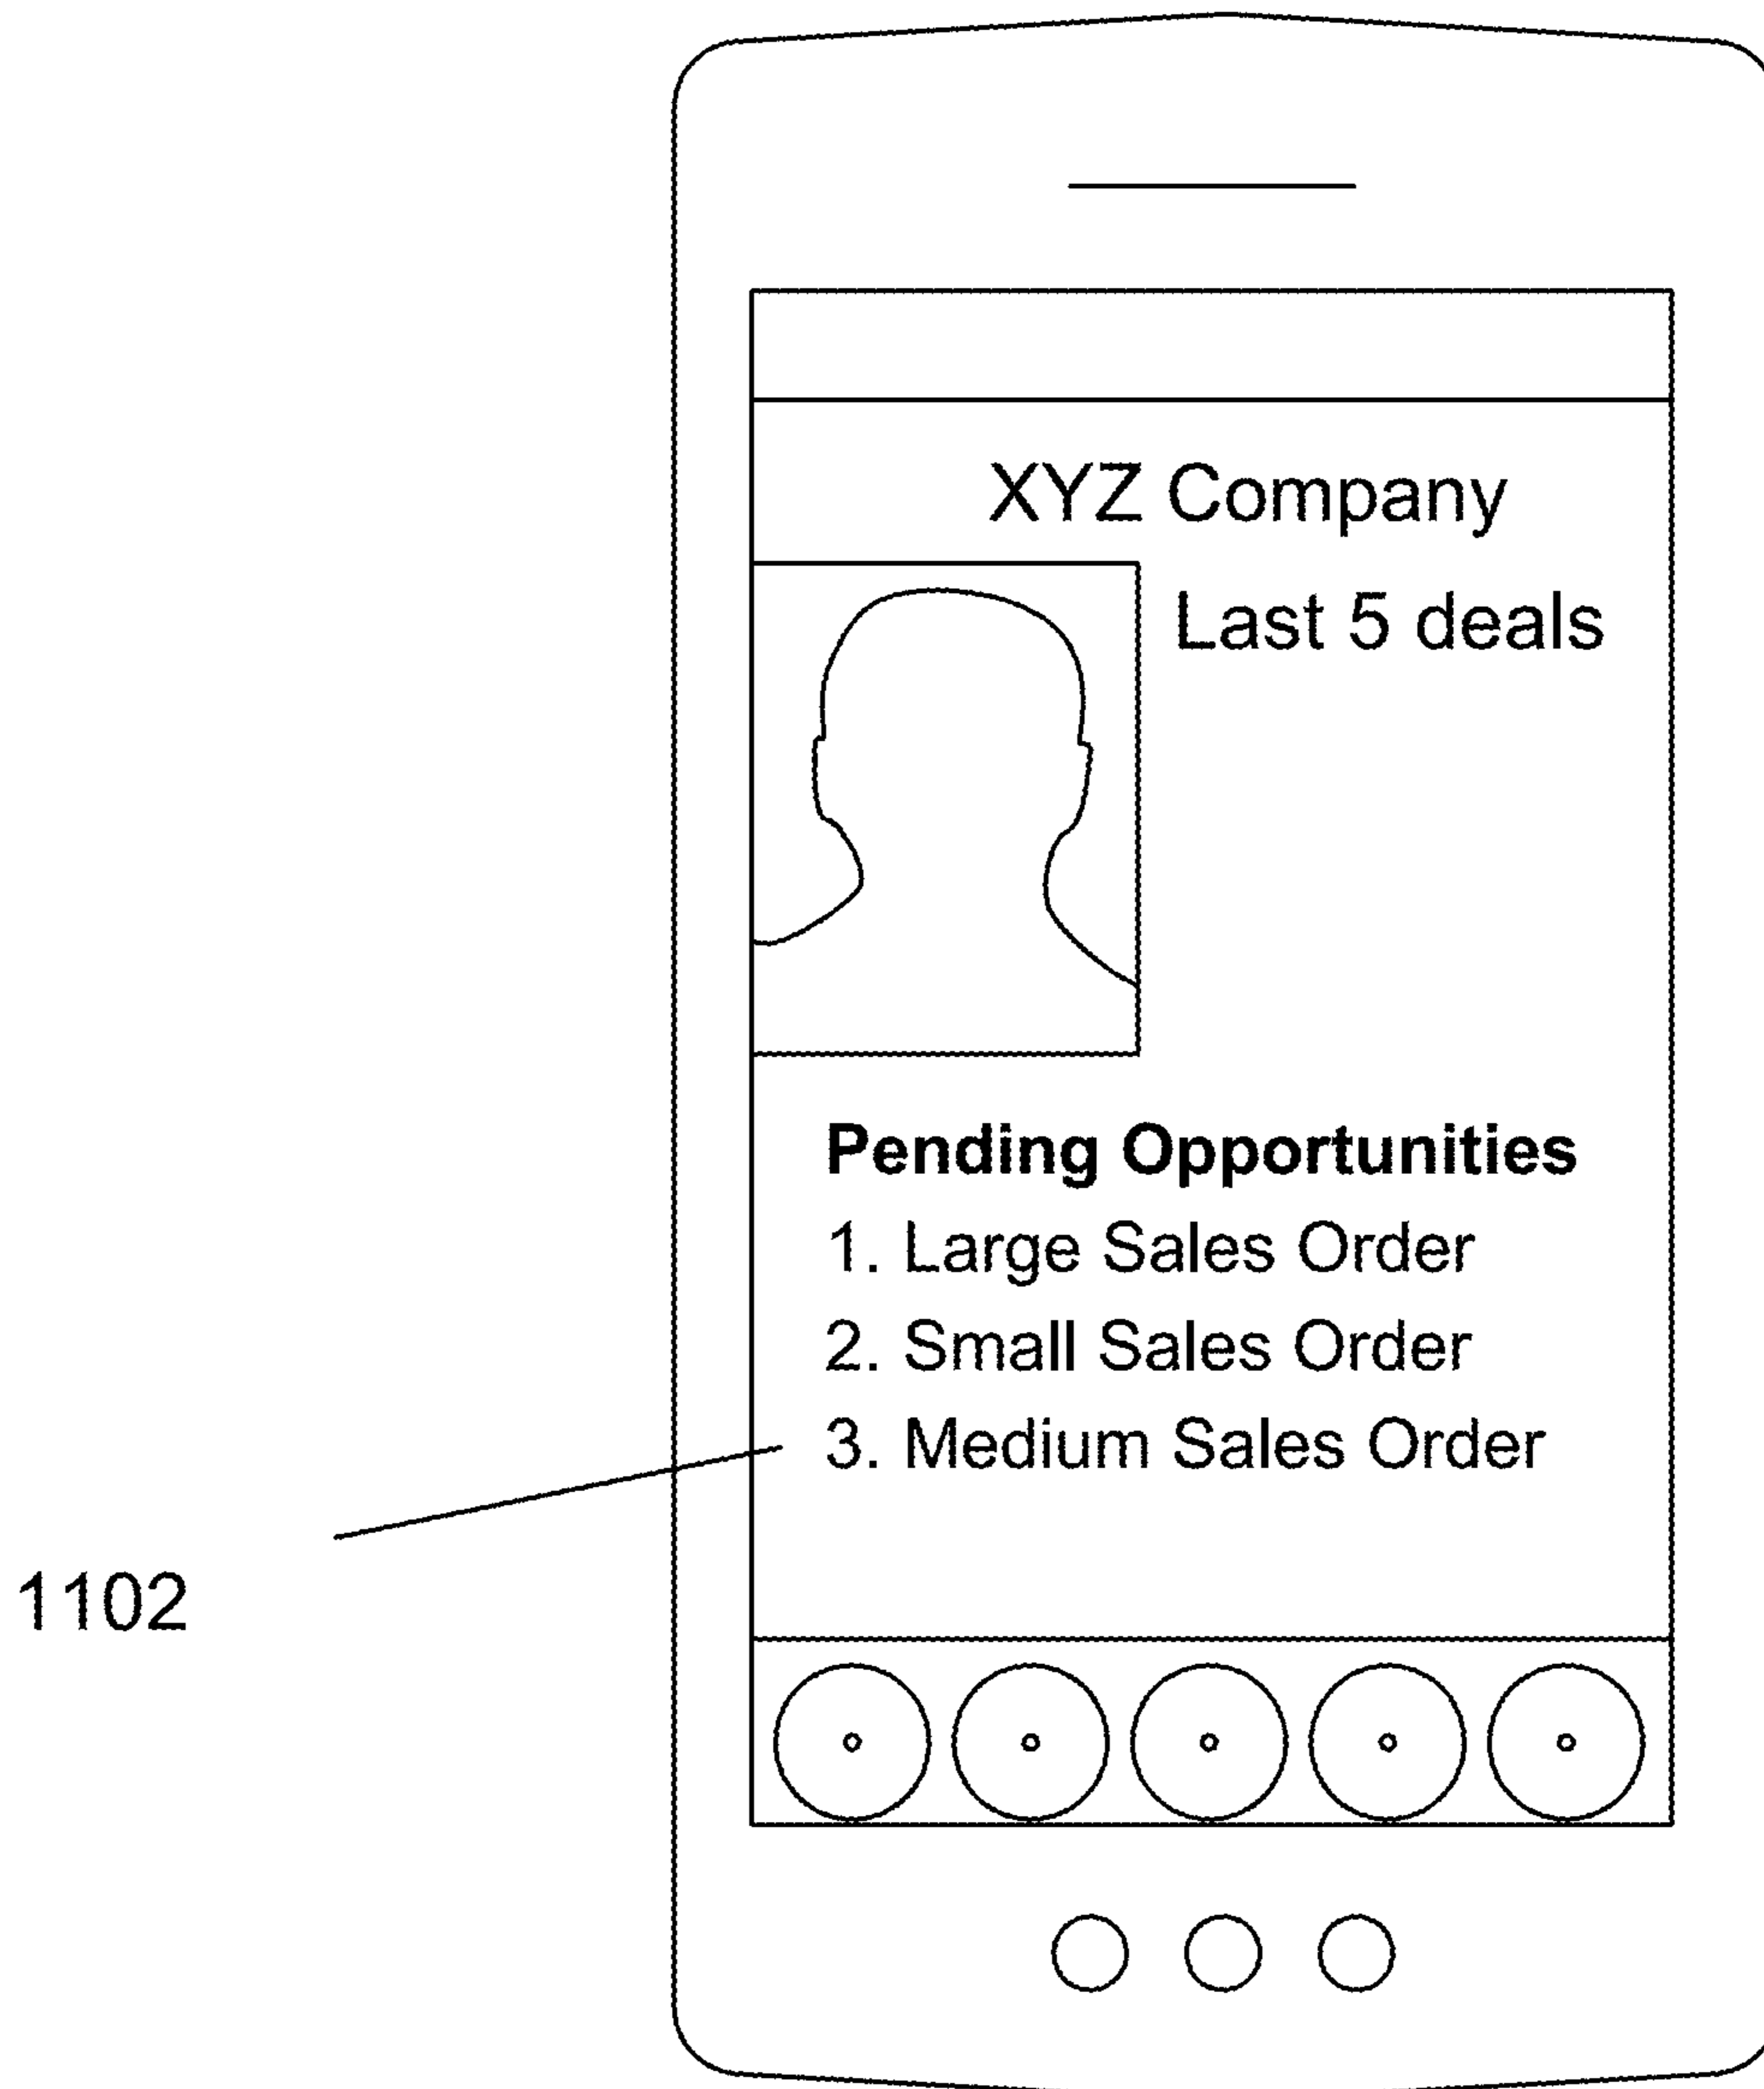 XYZ Company
Last 5 deals
Pending Opportunities
1. Large Sales Order
2. Small Sales Order
3. Medium Sales Order
1102